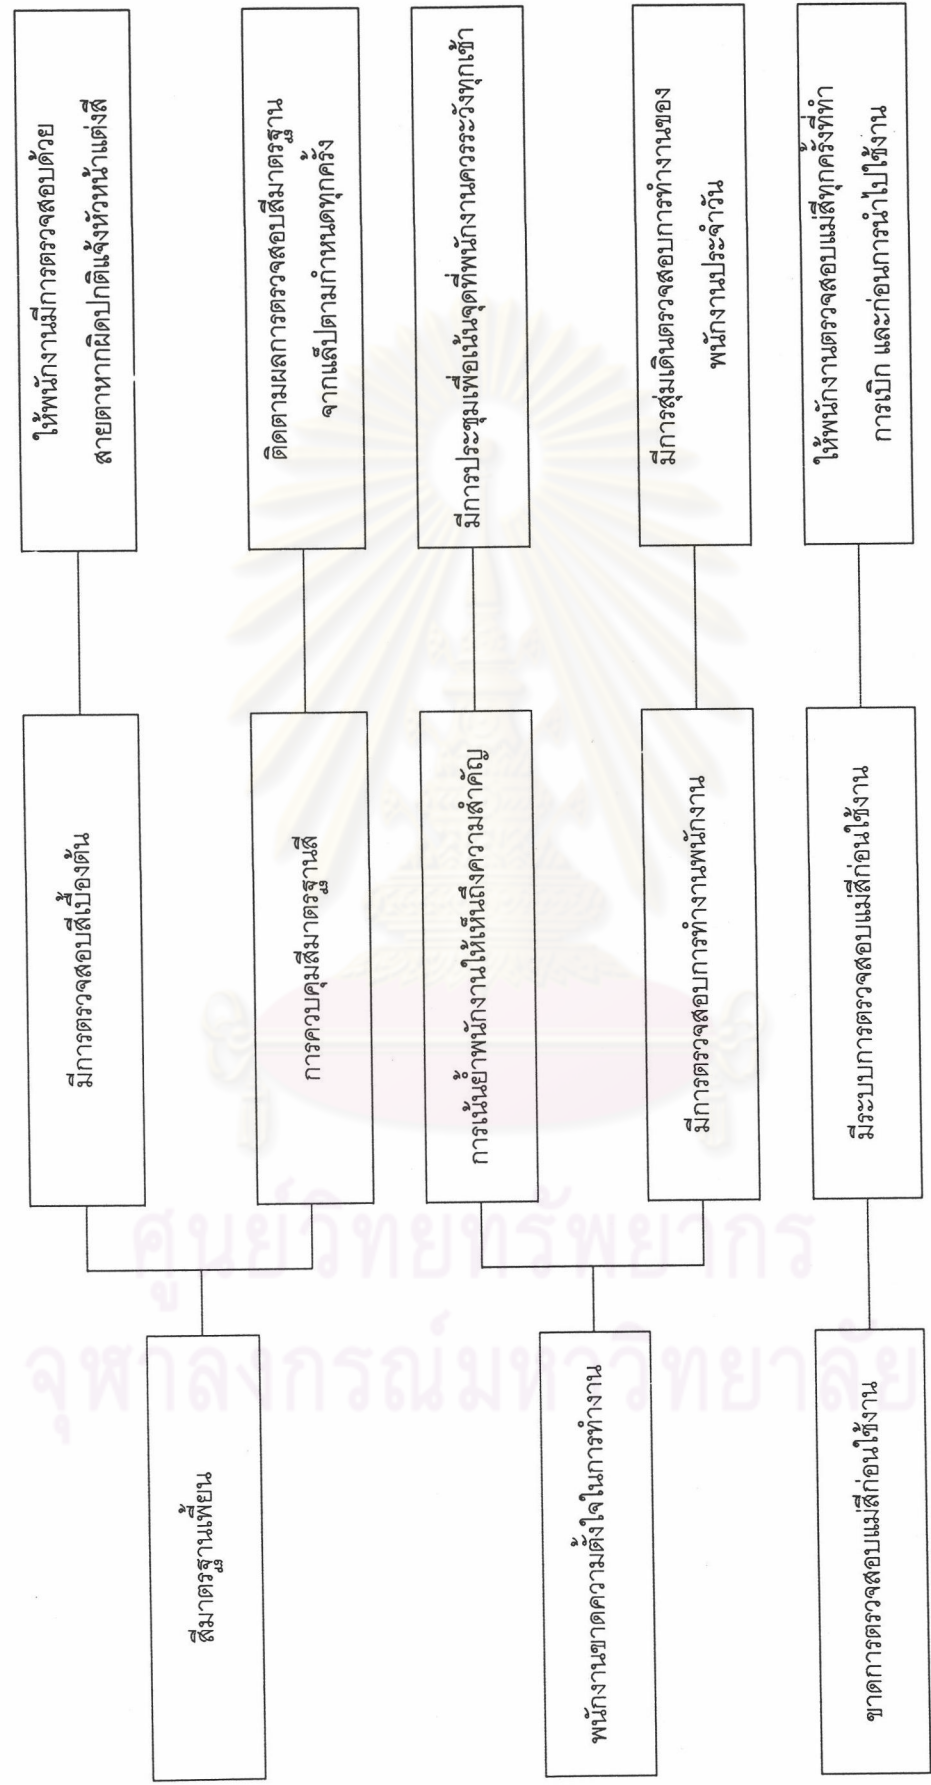 สีมาตรฐานเพี้ยน
มีการตรวจสอบสีเบื้องต้น
ให้พนักงานมีการตรวจสอบด้วย
สายตาหากผิดปกติแจ้งหัวหน้าแต่งสี
การควบคุมสีมาตรฐานสี
ติดตามผลการตรวจสอบสีมาตรฐาน
จากแล็ปตามกำหนดทุกครั้ง
พนักงานขาดความตั้งใจในการทำงาน
การเน้นย้ำพนักงานให้เห็นถึงความสำคัญ
มีการประชุมเพื่อเน้นจุดที่พนักงานควรระวังทุกเช้า
มีการตรวจสอบการทำงานพนักงาน
มีการสุ่มเดินตรวจสอบการทำงานของ
พนักงานประจำวัน
ขาดการตรวจสอบแม่สีก่อนใช้งาน
มีระบบการตรวจสอบแม่สีก่อนใช้งาน
ให้พนักงานตรวจสอบแม่สีทุกครั้งที่ทำ
การเบิก และก่อนการนำไปใช้งาน
ศูนย์วิทยทรัพยากร
จุฬาลงกรณ์มหาวิทยาลัย